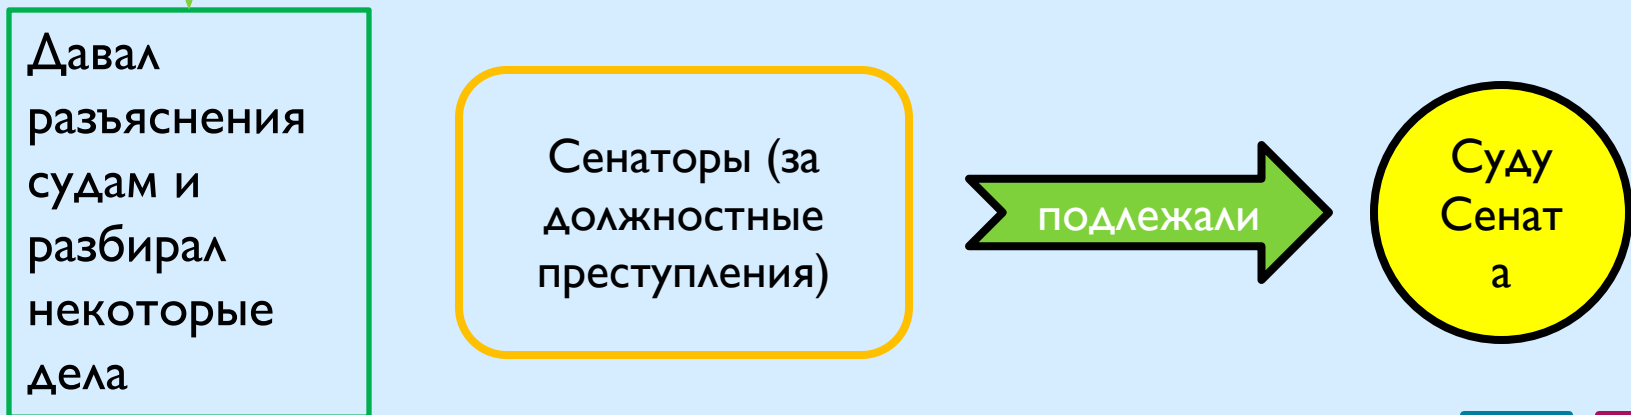 Давал
разъяснения
судам и
разбирал
некоторые
дела
Сенаторы (за
должностные
преступления)
подлежали
Суду
Сенат
а